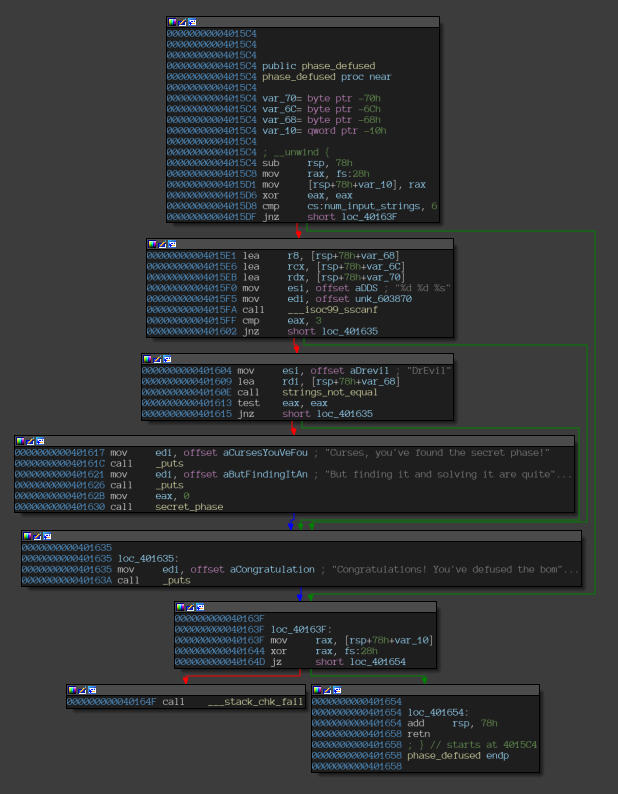 00000000004015C4
00000000004015C4
00000000004015C4
00000000004015C4 public phase_defused
00000000004015C4 phase_defused proc near
00000000004015C4
00000000004015C4 var_70= byte ptr -70h
00000000004015C4 var_6C= byte ptr -6Ch
00000000004015C4 var_68= byte ptr -68h
00000000004015C4 var_10= qword ptr -10h
00000000004015C4
00000000004015C4 ; __unwind {
00000000004015C4 sub rsp, 78h
00000000004015C8 mov rax, fs:28h
00000000004015D1 mov [rsp+78h+var_10], rax
00000000004015D6 xor eax, eax
00000000004015D8 cmp cs:num_input_strings, 6
00000000004015DF jnz short loc_40163F
00000000004015E1 lea r8, [rsp+78h+var_68]
00000000004015E6 lea rcx, [rsp+78h+var_6C]
00000000004015EB lea rdx, [rsp+78h+var_70]
00000000004015F0 mov esi, offset aDDS ; "%d %d %s"
00000000004015F5 mov edi, offset unk_603870
00000000004015FA call ___isoc99_sscanf
00000000004015FF cmp eax, 3
0000000000401602 jnz short loc_401635
0000000000401604 mov esi, offset aDrevil ; "DrEvil"
0000000000401609 lea rdi, [rsp+78h+var_68]
000000000040160E call strings_not_equal
0000000000401613 test eax, eax
0000000000401615 jnz short loc_401635
0000000000401617 mov edi, offset aCursesYouVeFou ; "Curses, you've found the secret phase!"
000000000040161C call _puts
0000000000401621 mov edi, offset aButFindingItAn ; "But finding it and solving it are quite"...
0000000000401626 call _puts
000000000040162B mov eax, 0
0000000000401630 call secret_phase
0000000000401635
0000000000401635 loc_401635:
0000000000401635 mov edi, offset aCongratulation ; "Congratulations! You've defused the bom"...
000000000040163A call _puts
000000000040163F
000000000040163F loc_40163F:
000000000040163F mov rax, [rsp+78h+var_10]
0000000000401644 xor rax, fs:28h
000000000040164D jz short loc_401654
000000000040164F call ___stack_chk_fail
0000000000401654
0000000000401654 loc_401654:
0000000000401654 add rsp, 78h
0000000000401658 retn
0000000000401658 ; } // starts at 4015C4
0000000000401658 phase_defused endp
0000000000401658